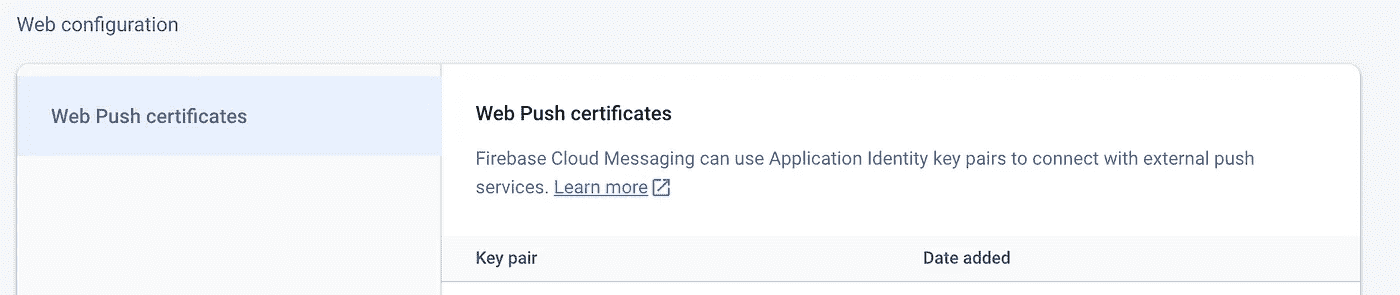 Web configuration
Web Push certificates
Web Push certificates
Firebase Cloud Messaging can use Application Identity key pairs to connect with external push
services. Learn more
Key pair
Date added